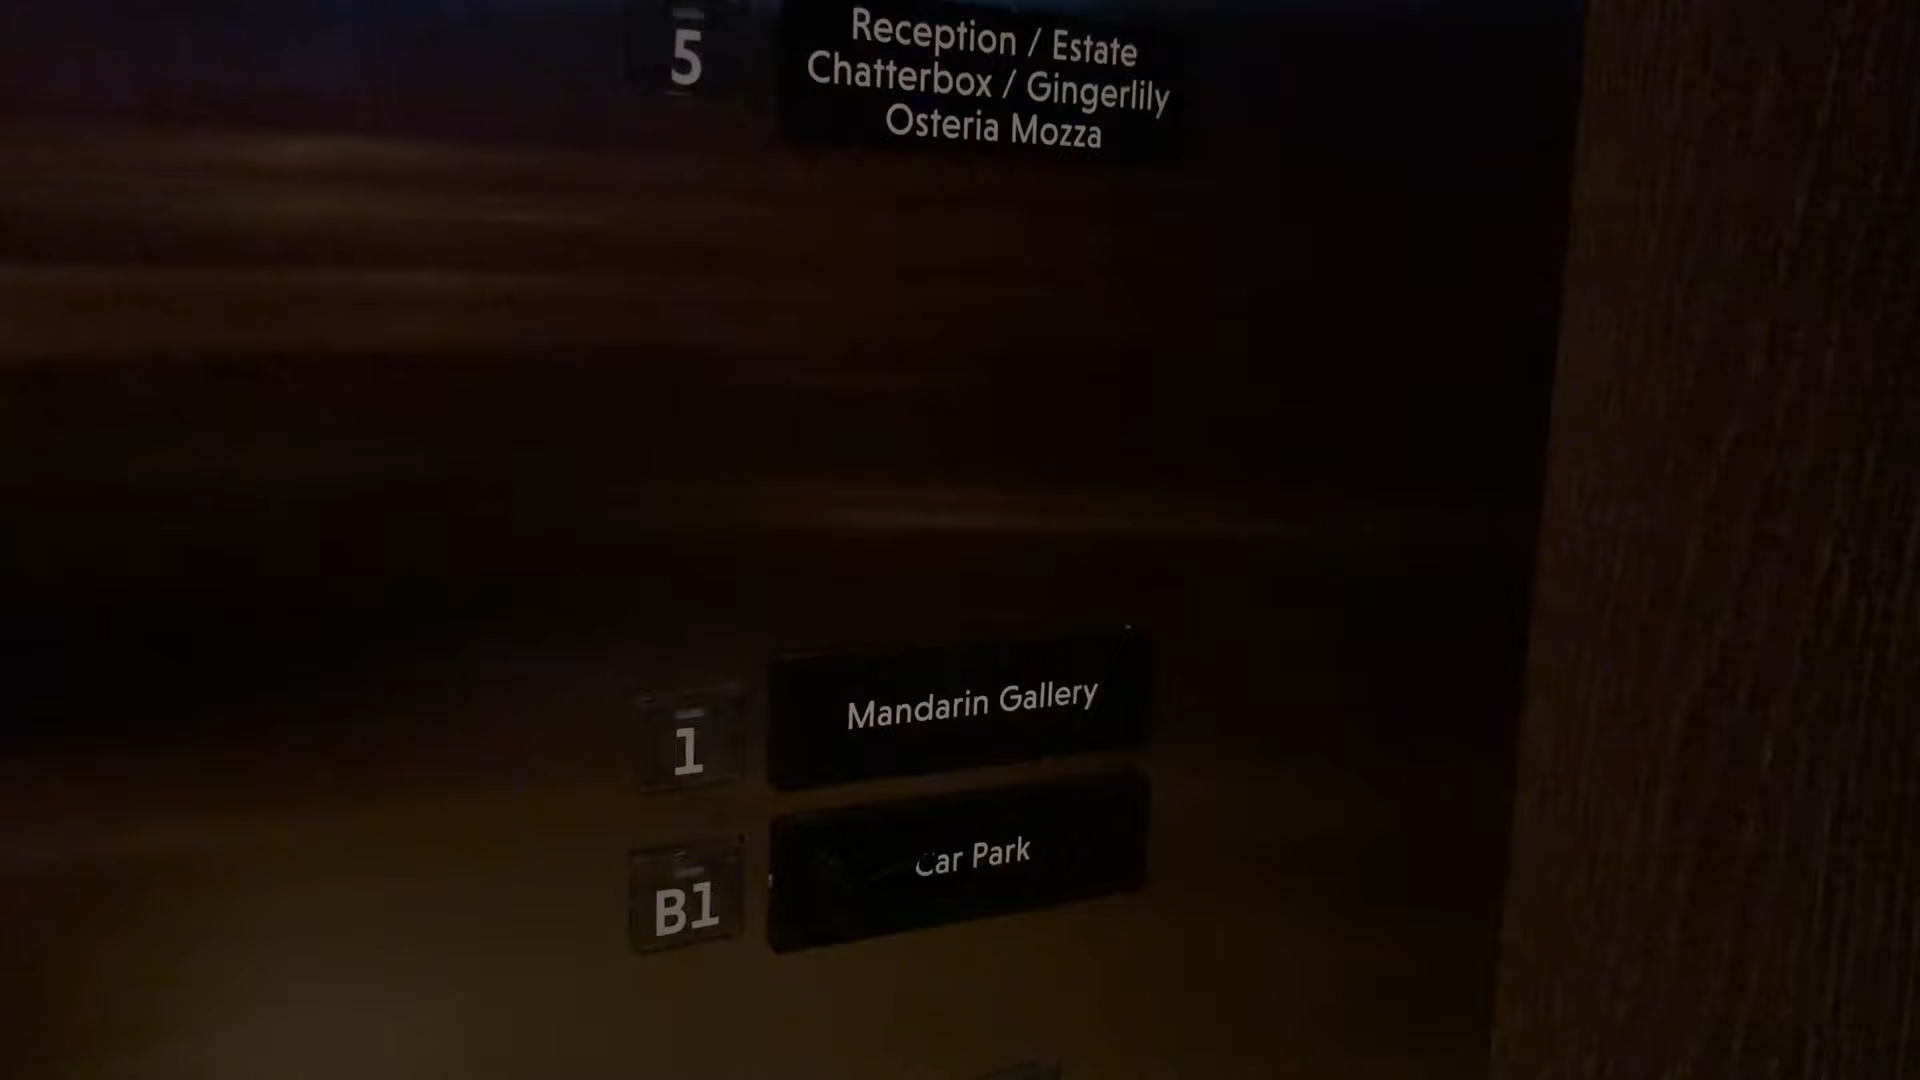 5
Reception / Estate
Chatterbox / Gingerlily
Osteria Mozza
1
Mandarin Gallery
B1
Car Park